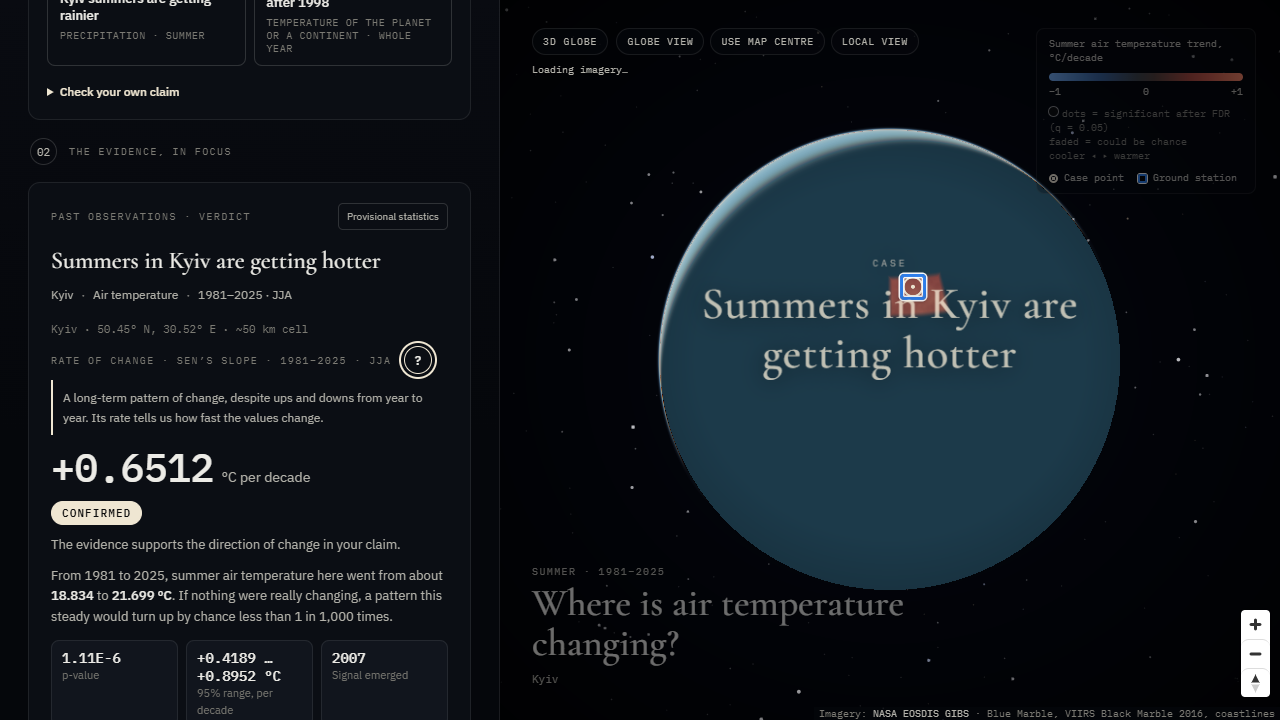 Kyiv summers are getting
rainier
PRECIPITATION · SUMMER
after 1998
TEMPERATURE OF THE PLANET
OR A CONTINENT · WHOLE
YEAR
Check your own claim
02 THE EVIDENCE, IN FOCUS
PAST OBSERVATIONS · VERDICT
Provisional statistics
Summers in Kyiv are getting hotter
Kyiv · Air temperature · 1981–2025 · JJA
Kyiv · 50.45° N, 30.52° E · ~50 km cell
RATE OF CHANGE · SEN'S SLOPE · 1981–2025 · JJA ?
A long-term pattern of change, despite ups and downs from year to
year. Its rate tells us how fast the values change.
+0.6512 °C per decade
CONFIRMED
The evidence supports the direction of change in your claim.
From 1981 to 2025, summer air temperature here went from about
18.834 to 21.699 °C. If nothing were really changing, a pattern this
steady would turn up by chance less than 1 in 1,000 times.
1.11E-6
p-value
+0.4189 …
+0.8952 °C
95% range, per
decade
2007
Signal emerged
3D GLOBE
GLOBE VIEW
USE MAP CENTRE
LOCAL VIEW
Loading imagery…
Summer air temperature trend,
°C/decade
−1 0 +1
dots = significant after FDR
(q = 0.05)
faded = could be chance
cooler •• warmer
Case point
Ground station
CASE
Summers in Kyiv are
getting hotter
SUMMER · 1981–2025
Where is air temperature
changing?
Kyiv
Imagery: NASA EOSDIS GIBS · Blue Marble, VIIRS Black Marble 2016, coastlines